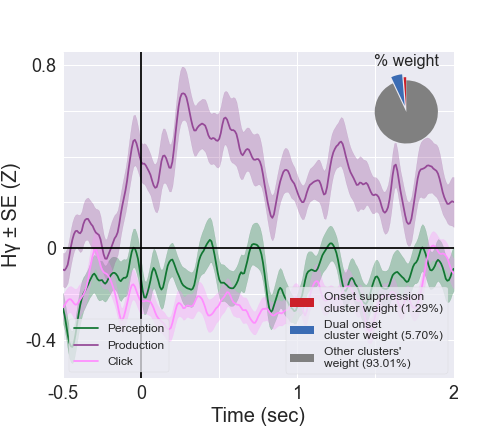 % weight
0.8
0
-0.4
Hγ ± SE (Z)
Perception
Production
Click
Onset suppression
cluster weight (1.29%)
Dual onset
cluster weight (5.70%)
Other clusters'
weight (93.01%)
-0.5
0
1
2
Time (sec)